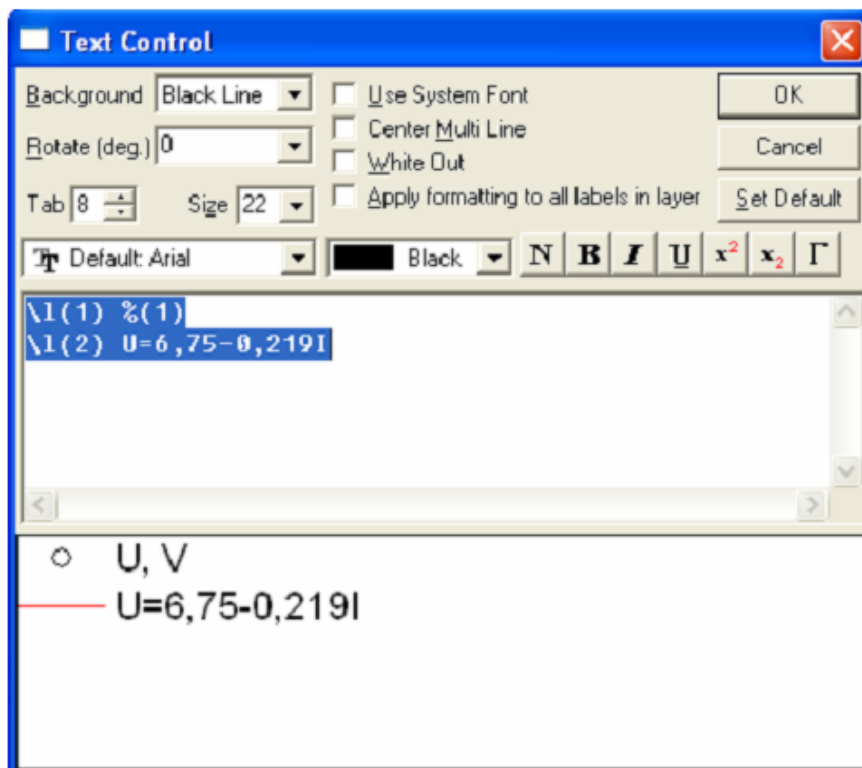 Text Control
Background Black Line
Use System Font
OK
Center Multi Line
Rotate (deg.) 0
Cancel
White Out
Tab 8 Size 22
Apply formatting to all labels in layer
Set Default
Default: Arial
Black
N B I U x² x₂ Γ
\l(1) %(1)
\l(2) U=6,75-0,219I
U, V
U=6,75-0,219I